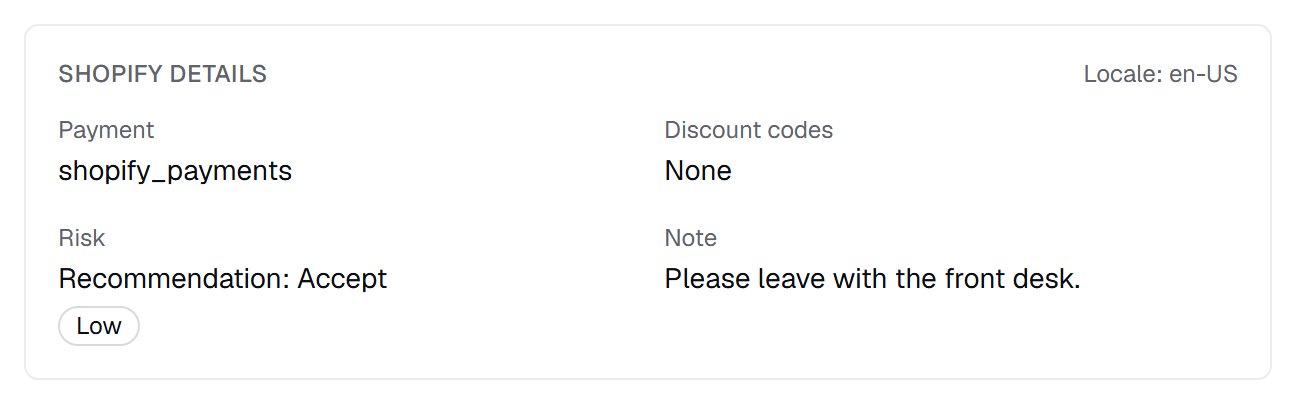 SHOPIFY DETAILS
Locale: en-US
Payment
shopify_payments
Discount codes
None
Risk
Recommendation: Accept
Low
Note
Please leave with the front desk.